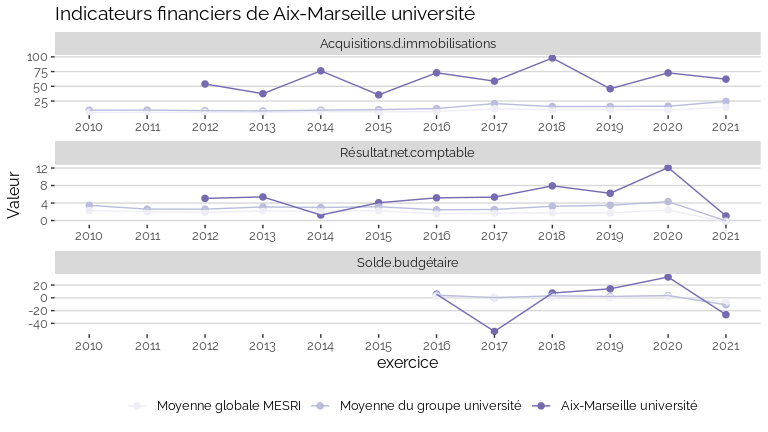 Indicateurs financiers de Aix-Marseille université
Acquisitions.d.immobilisations
100
75
50
25
2010 2011 2012 2013 2014 2015 2016 2017 2018 2019 2020 2021
Résultat.net.comptable
12
8
4
0
2010 2011 2012 2013 2014 2015 2016 2017 2018 2019 2020 2021
Solde.budgétaire
20
0
-20
-40
2010 2011 2012 2013 2014 2015 2016 2017 2018 2019 2020 2021
Valeur
exercice
Moyenne globale MESRI Moyenne du groupe université Aix-Marseille université